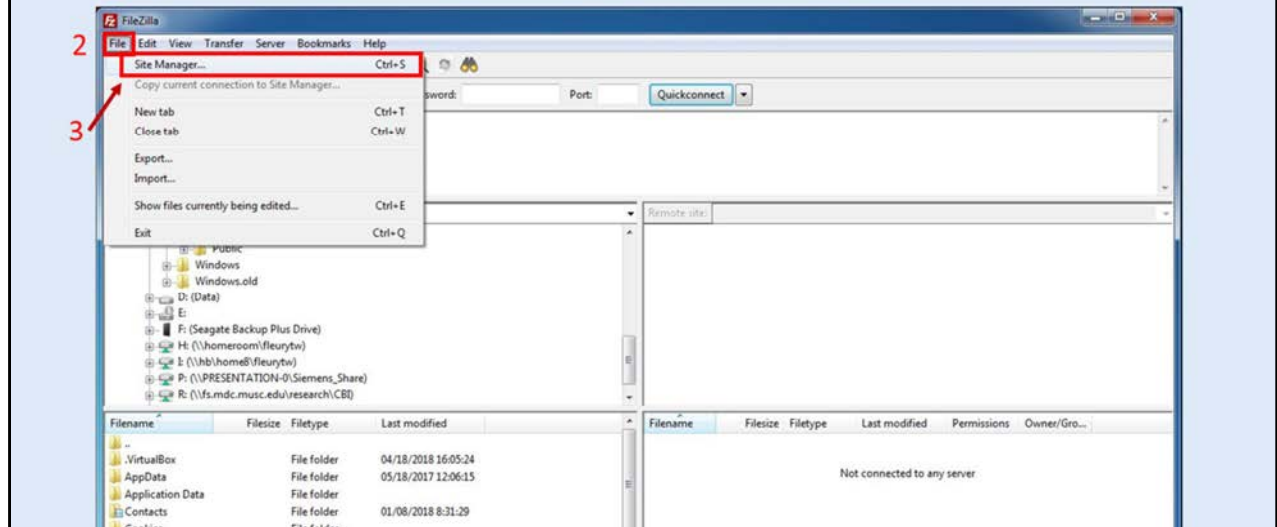 FileZilla
2
File Edit View Transfer Server Bookmarks Help
Site Manager... Ctrl+S
Copy current connection to Site Manager...
sword: Port: Quickconnect
3
New tab Ctrl+T
Close tab Ctrl+W
Export...
Import...
Show files currently being edited... Ctrl+E
Remote site:
Exit Ctrl+Q
Public
Windows
Windows.old
D: (Data)
E:
F: (Seagate Backup Plus Drive)
H: (\\homeroom\fleurytw)
I: (\\hb\home8\fleurytw)
P: (\\PRESENTATION-0\Siemens_Share)
R: (\\fs.mdc.musc.edu\research\CBI)
Filename Filesize Filetype Last modified Filename Filesize Filetype Last modified Permissions Owner/Gro...
..
.VirtualBox File folder 04/18/2018 16:05:24
AppData File folder 05/18/2017 12:06:15
Not connected to any server
Application Data File folder
Contacts File folder 01/08/2018 8:31:29